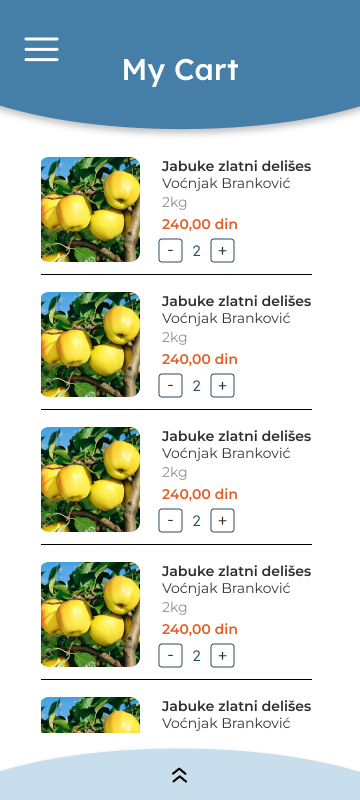 My Cart
Jabuke zlatni delišes
Voćnjak Branković
2kg
240,00 din
- 2 +
Jabuke zlatni delišes
Voćnjak Branković
2kg
240,00 din
- 2 +
Jabuke zlatni delišes
Voćnjak Branković
2kg
240,00 din
- 2 +
Jabuke zlatni delišes
Voćnjak Branković
2kg
240,00 din
- 2 +
Jabuke zlatni delišes
Voćnjak Branković